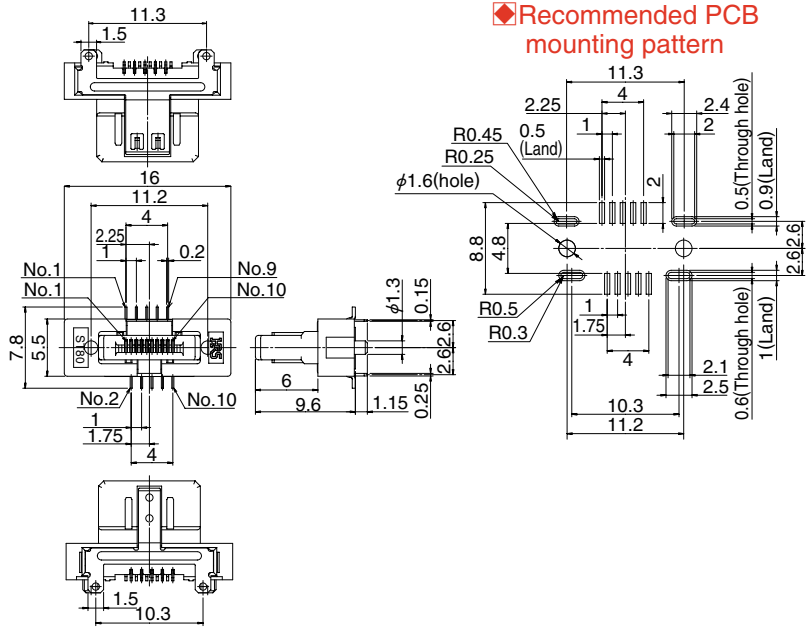 11.3
1.5
◆Recommended PCB
mounting pattern
11.3
4
2.25
2.4
1
2
0.5
(Land)
R0.45
R0.25
φ1.6(hole)
0.5(Through hole)
0.9(Land)
2
8.8
4.8
2.6
2.6
R0.5
R0.3
1
1.75
4
2.1
2.5
0.6(Through hole)
1(Land)
10.3
11.2
16
11.2
4
2.25
1
0.2
No.1
No.9
No.1
No.10
7.8
5.5
ST80
HRS
No.2
No.10
1
1.75
4
φ1.3
0.15
2.6
2.6
6
9.6
1.15
0.25
1.5
10.3